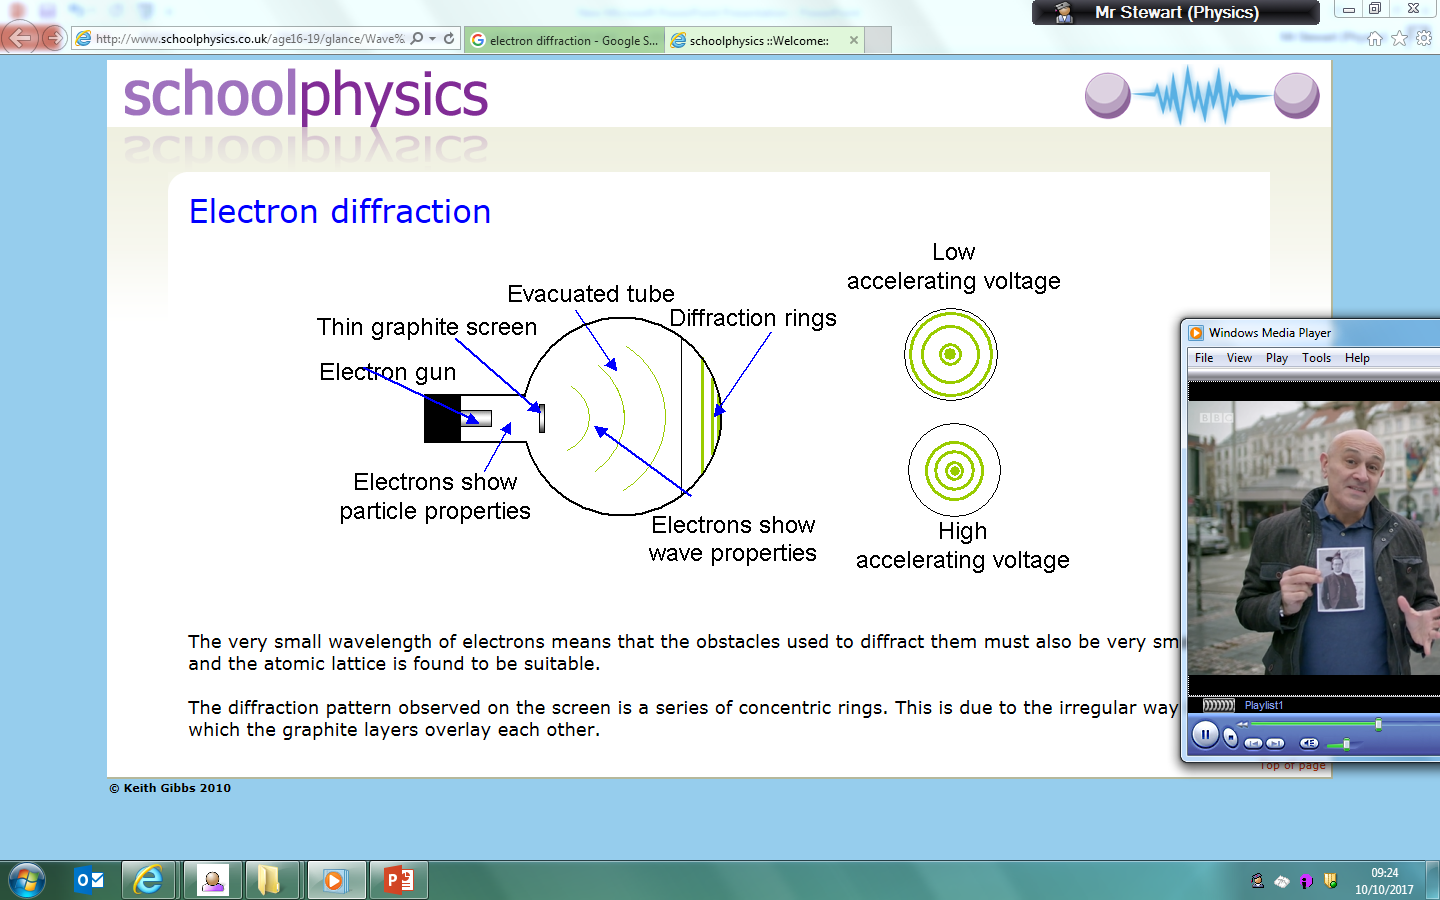 Mr Stewart (Physics)
http://www.schoolphysics.co.uk/age16-19/glance/Wave%
electron diffraction - Google S...
schoolphysics ::Welcome::
schoolphysics
Electron diffraction
Low
accelerating voltage
Evacuated tube
Diffraction rings
Thin graphite screen
Electron gun
Electrons show
particle properties
Electrons show
wave properties
High
accelerating voltage
Windows Media Player
File View Play Tools Help
BBC
Playlist1
The very small wavelength of electrons means that the obstacles used to diffract them must also be very sm
and the atomic lattice is found to be suitable.
The diffraction pattern observed on the screen is a series of concentric rings. This is due to the irregular way
which the graphite layers overlay each other.
Top of page
© Keith Gibbs 2010
09:24
10/10/2017